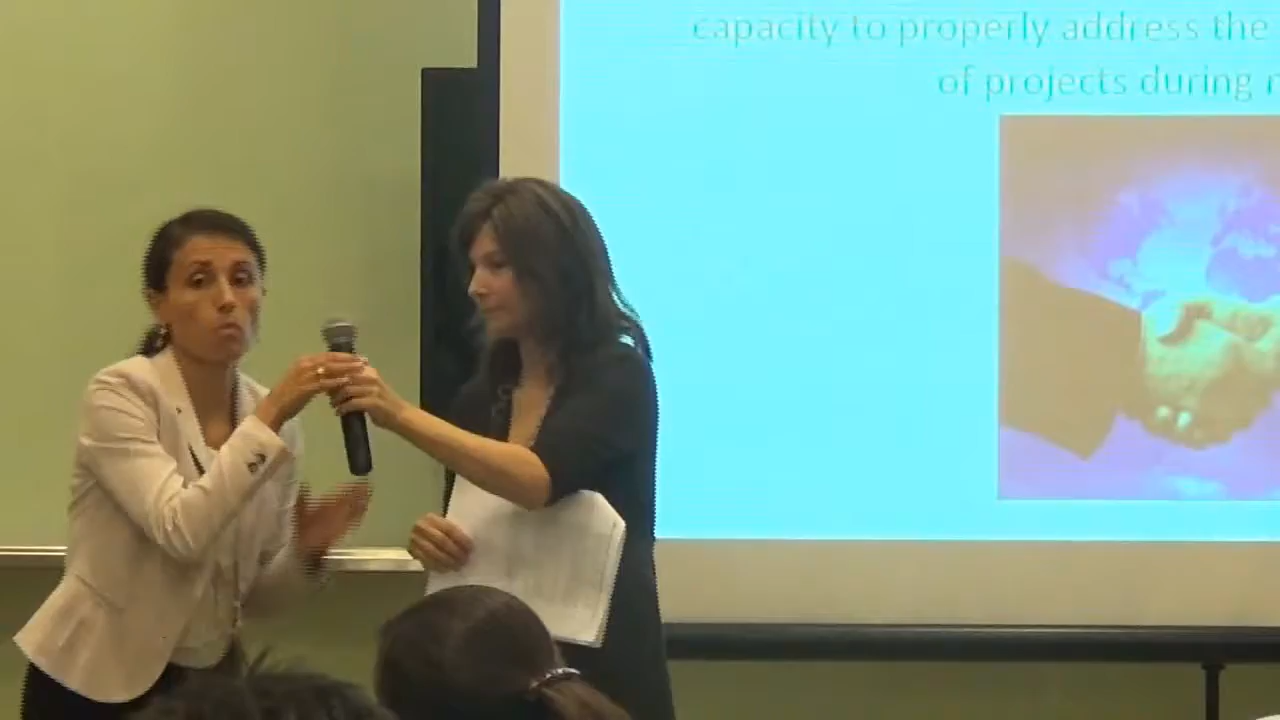 capacity to properly address the
of projects during